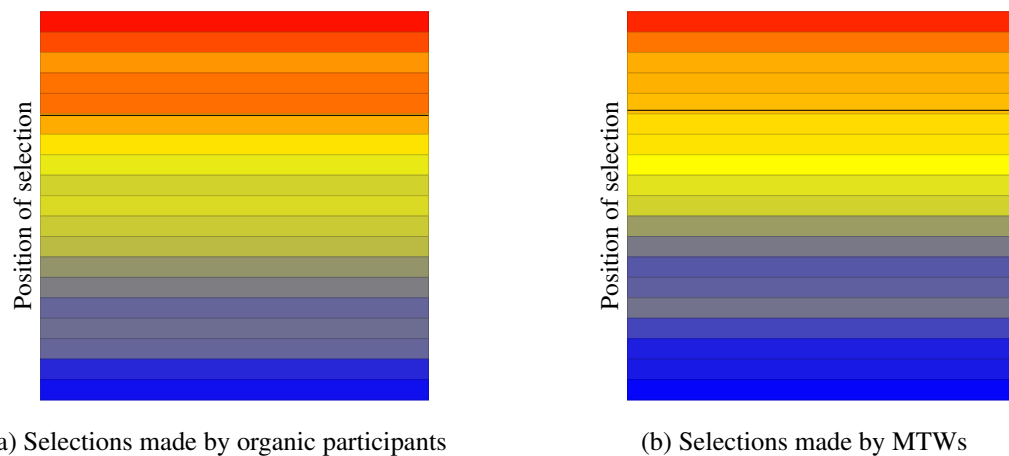 Position of selection
Position of selection
a) Selections made by organic participants
(b) Selections made by MTWs